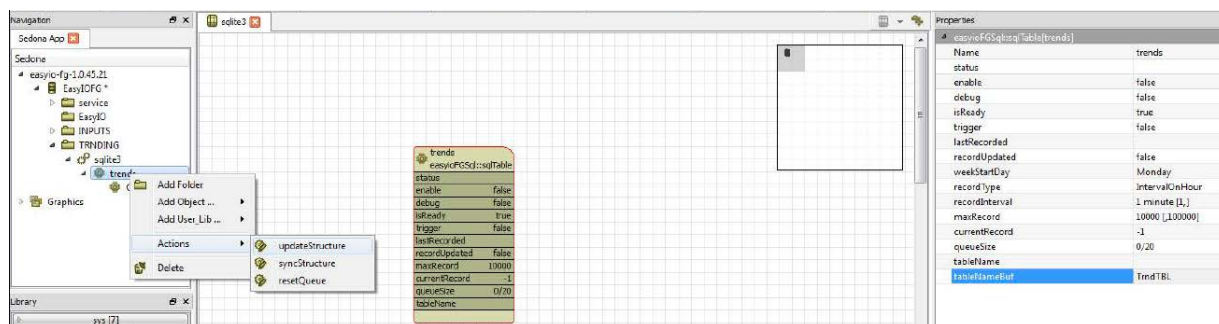 Navigation
Sedona App
Sedona
easyio-fg-1.0.45.21
EasyIOFG *
service
EasyIO
INPUTS
TRNDING
sqlite3
trends
Graphics
Add Folder
Add Object ...
Add User_Lib ...
Actions
Delete
updateStructure
syncStructure
resetQueue
Library
sys [7]
sqlite3
trends
easyioFGSql::sqlTable
status
enable false
debug false
isReady true
trigger false
lastRecorded
recordUpdated false
maxRecord 10000
currentRecord -1
queueSize 0/20
tableName
Properties
easyioFGSql::sqlTable[trends]
Name trends
status
enable false
debug false
isReady true
trigger false
lastRecorded
recordUpdated false
weekStartDay Monday
recordType IntervalOnHour
recordInterval 1 minute [1,]
maxRecord 10000 [,100000]
currentRecord -1
queueSize 0/20
tableName
tableNameBuf TrndTBL